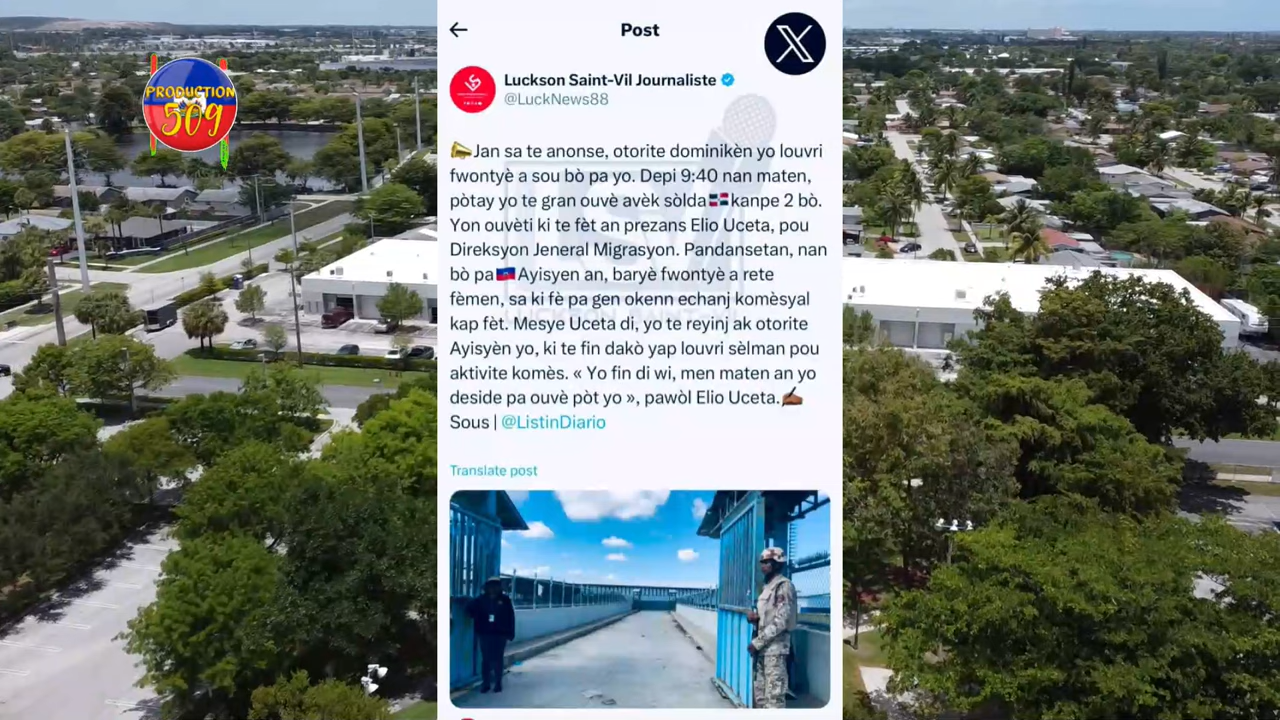 PRODUCTION
509
Post
X
Luckson Saint-Vil Journaliste
@LuckNews88
Jan sa te anonse, otorite dominikèn yo louvri
fwontyè a sou bò pa yo. Depi 9:40 nan maten,
pòtay yo te gran ouvè avèk sòlda🇩🇴kanpe 2 bò.
Yon ouvèti ki te fèt an prezans Elio Uceta, pou
Direksyon Jeneral Migrasyon. Pandansetan, nan
bò pa🇭🇹Ayisyen an, baryè fwontyè a rete
fèmen, sa ki fè pa gen okenn echanj komèsyal
kap fèt. Mesye Uceta di, yo te reyinj ak otorite
Ayisyèn yo, ki te fin dakò yap louvri sèlman pou
aktivite komès. « Yo fin di wi, men maten an yo
deside pa ouvè pòt yo », pawòl Elio Uceta.✍🏾
Sous | @ListinDiario
Translate post